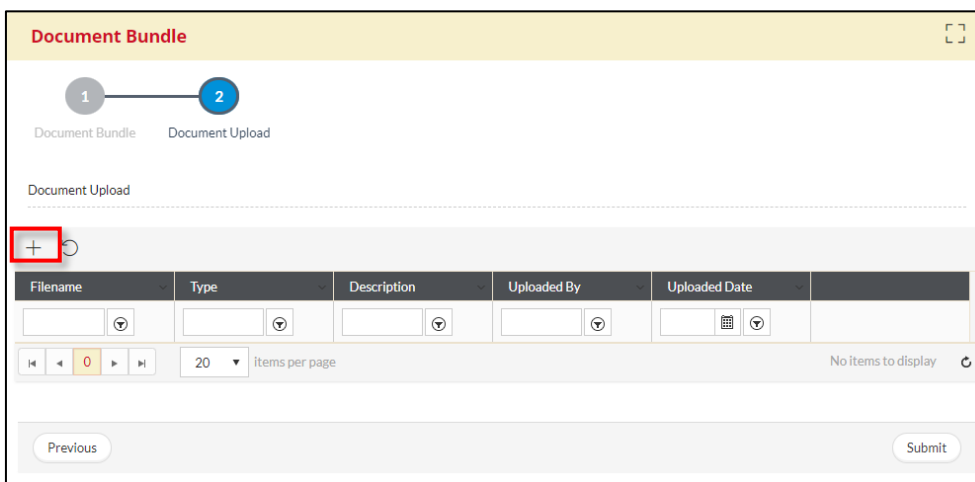 Document Bundle
1 2
Document Bundle Document Upload
Document Upload
Filename Type Description Uploaded By Uploaded Date
0 20 items per page No items to display
Previous Submit